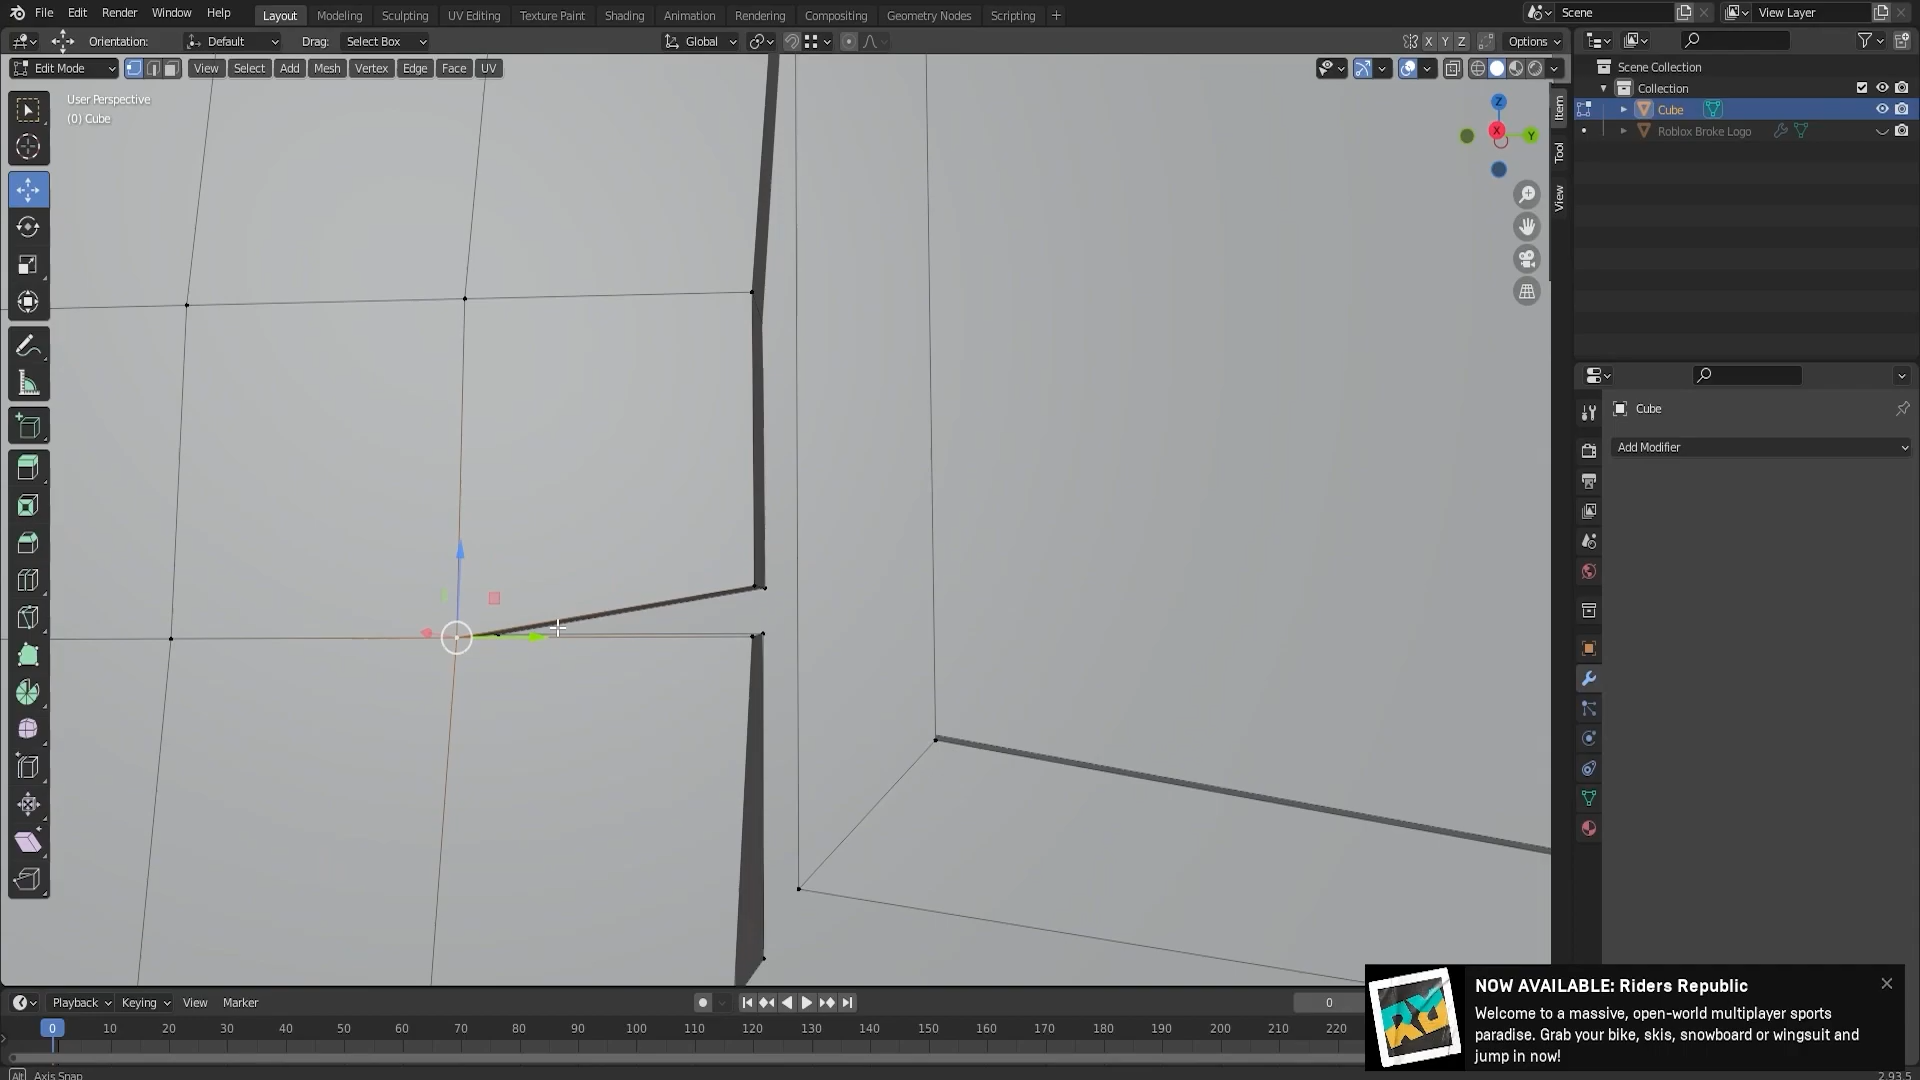 File Edit Render Window Help Layout Modeling Sculpting UV Editing Texture Paint Shading Animation Rendering Compositing Geometry Nodes Scripting + Scene View Layer
Orientation: Default Drag: Select Box Global X Y Z Options
Edit Mode View Select Add Mesh Vertex Edge Face UV
User Perspective
(0) Cube
Z
X
Y
Item
Tool
View
Scene Collection
Collection
Cube
Roblox Broke Logo
Cube
Add Modifier
Playback Keying View Marker 0
0 10 20 30 40 50 60 70 80 90 100 110 120 130 140 150 160 170 180 190 200 210 220
Alt Axis Snap
2.93.5
NOW AVAILABLE: Riders Republic
Welcome to a massive, open-world multiplayer sports
paradise. Grab your bike, skis, snowboard or wingsuit and
jump in now!